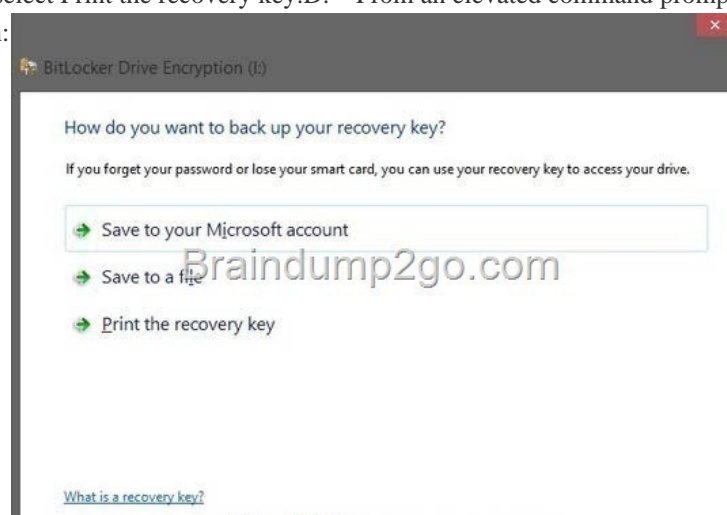 select Print the recovery key.D. From an elevated command promp
:
BitLocker Drive Encryption (I:)
How do you want to back up your recovery key?
If you forget your password or lose your smart card, you can use your recovery key to access your drive.
Save to your Microsoft account
Save to a file
Braindump2go.com
Print the recovery key
What is a recovery key?